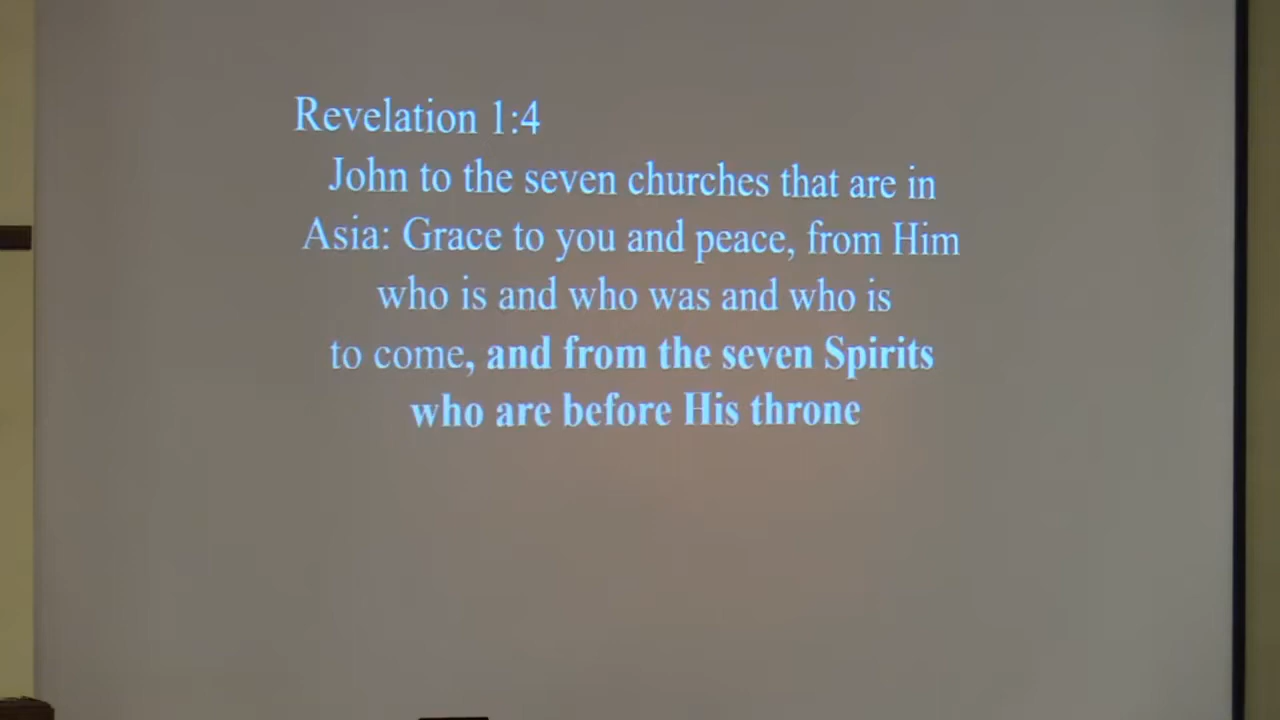 Revelation 1:4
John to the seven churches that are in
Asia: Grace to you and peace, from Him
who is and who was and who is
to come, and from the seven Spirits
who are before His throne